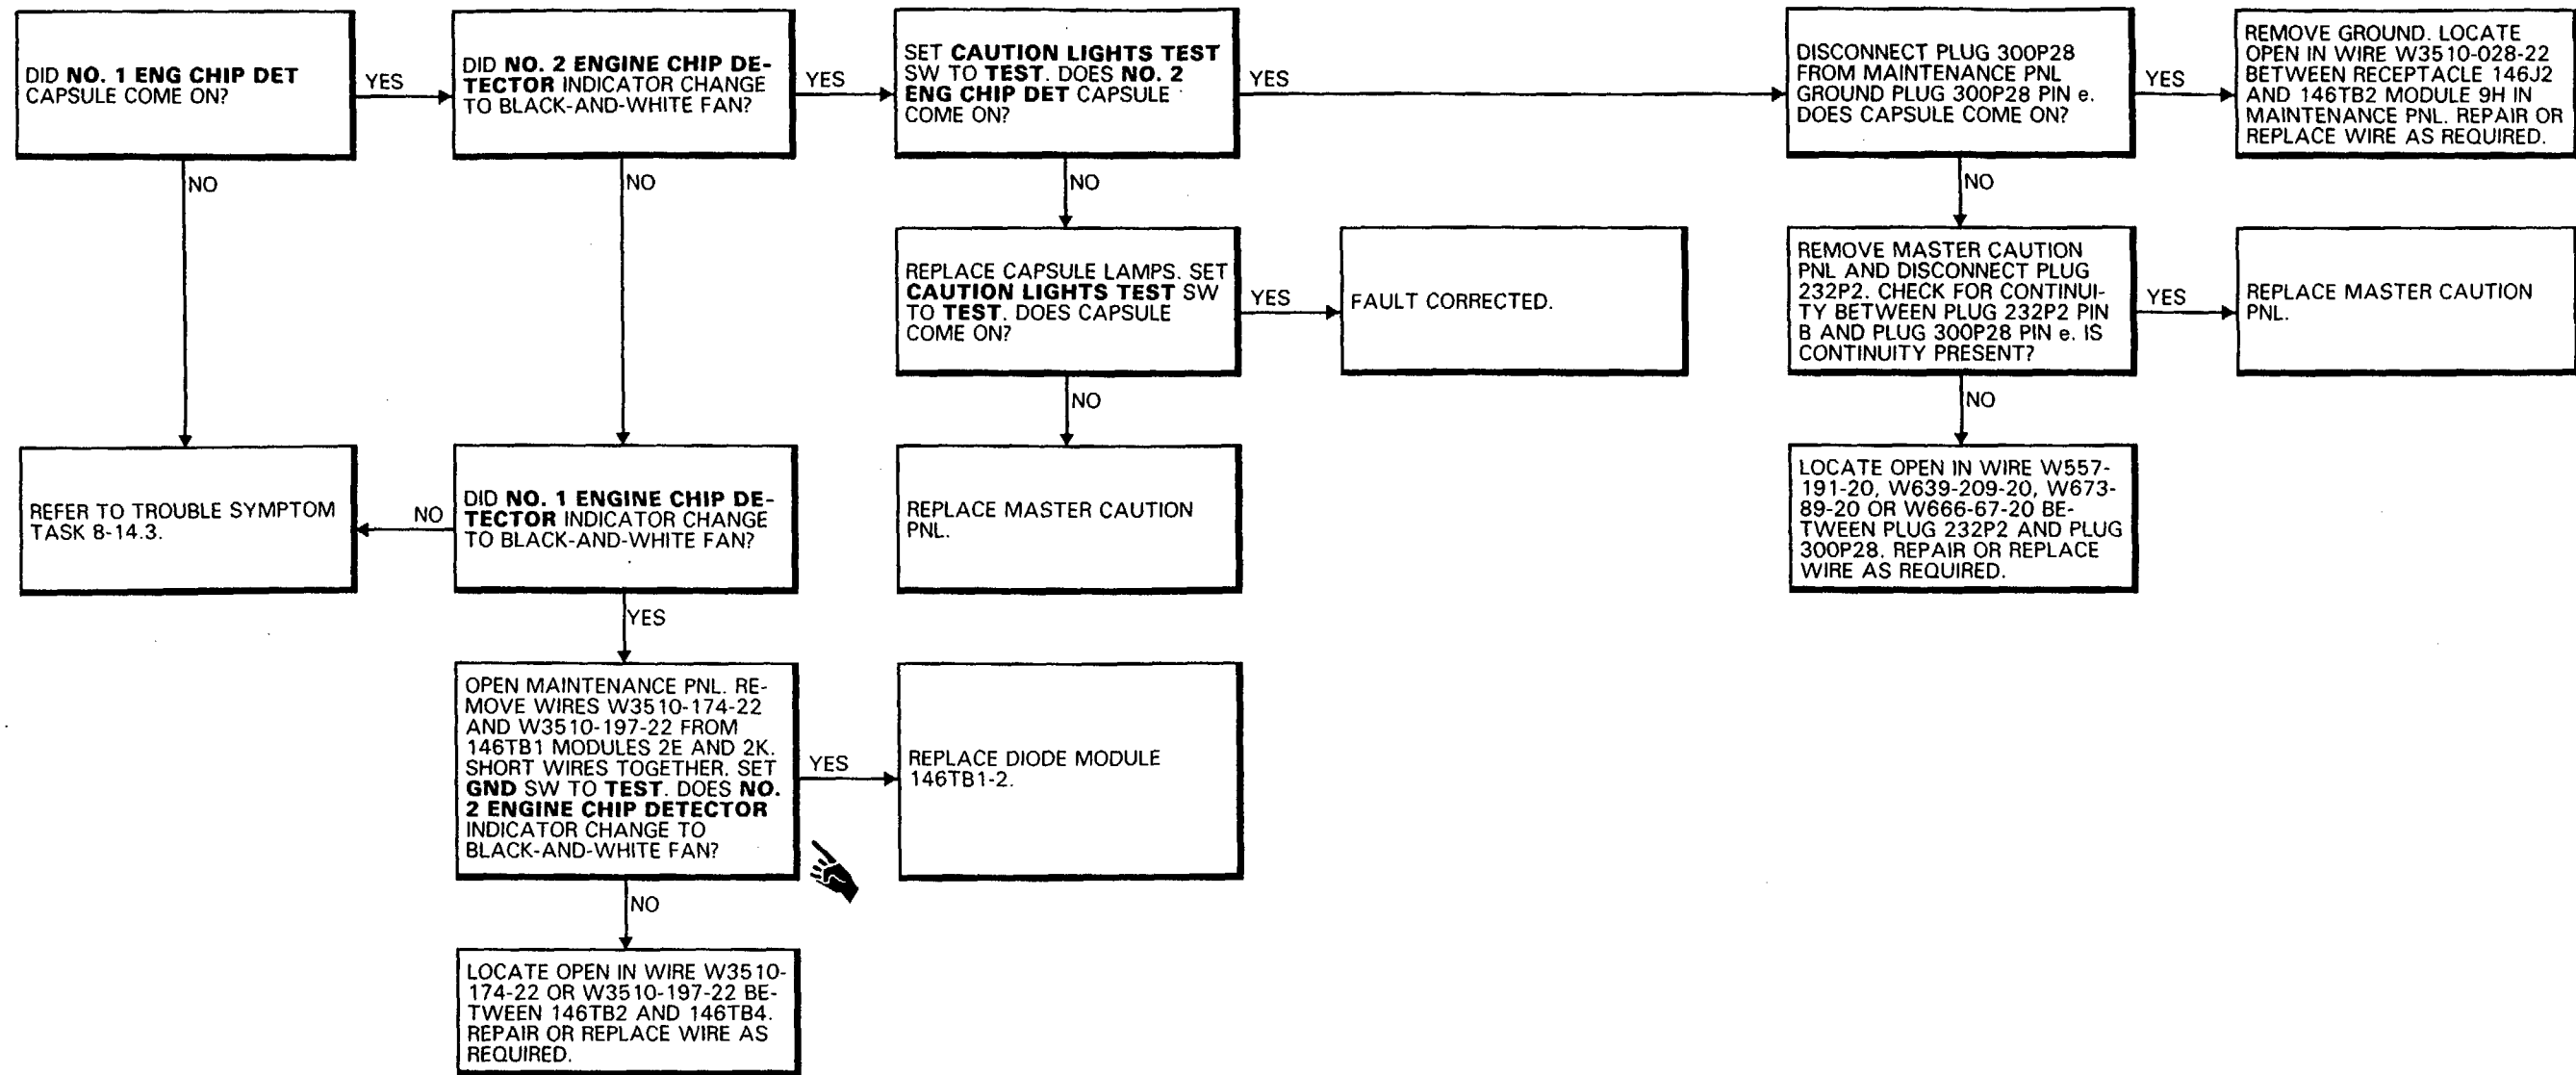 DID NO. 1 ENG CHIP DET
CAPSULE COME ON?
YES
NO
DID NO. 2 ENGINE CHIP DE-
TECTOR INDICATOR CHANGE
TO BLACK-AND-WHITE FAN?
YES
NO
SET CAUTION LIGHTS TEST
SW TO TEST. DOES NO. 2
ENG CHIP DET CAPSULE
COME ON?
YES
NO
DISCONNECT PLUG 300P28
FROM MAINTENANCE PNL
GROUND PLUG 300P28 PIN e.
DOES CAPSULE COME ON?
YES
NO
REMOVE GROUND. LOCATE
OPEN IN WIRE W3510-028-22
BETWEEN RECEPTACLE 146J2
AND 146TB2 MODULE 9H IN
MAINTENANCE PNL. REPAIR OR
REPLACE WIRE AS REQUIRED.
REPLACE CAPSULE LAMPS. SET
CAUTION LIGHTS TEST SW
TO TEST. DOES CAPSULE
COME ON?
YES
NO
FAULT CORRECTED.
REMOVE MASTER CAUTION
PNL AND DISCONNECT PLUG
232P2. CHECK FOR CONTINUI-
TY BETWEEN PLUG 232P2 PIN
B AND PLUG 300P28 PIN e. IS
CONTINUITY PRESENT?
YES
NO
REPLACE MASTER CAUTION
PNL.
REFER TO TROUBLE SYMPTOM
TASK 8-14.3.
NO
DID NO. 1 ENGINE CHIP DE-
TECTOR INDICATOR CHANGE
TO BLACK-AND-WHITE FAN?
YES
REPLACE MASTER CAUTION
PNL.
LOCATE OPEN IN WIRE W557-
191-20, W639-209-20, W673-
89-20 OR W666-67-20 BE-
TWEEN PLUG 232P2 AND PLUG
300P28. REPAIR OR REPLACE
WIRE AS REQUIRED.
OPEN MAINTENANCE PNL. RE-
MOVE WIRES W3510-174-22
AND W3510-197-22 FROM
146TB1 MODULES 2E AND 2K.
SHORT WIRES TOGETHER. SET
GND SW TO TEST. DOES NO.
2 ENGINE CHIP DETECTOR
INDICATOR CHANGE TO
BLACK-AND-WHITE FAN?
YES
NO
REPLACE DIODE MODULE
146TB1-2.
LOCATE OPEN IN WIRE W3510-
174-22 OR W3510-197-22 BE-
TWEEN 146TB2 AND 146TB4.
REPAIR OR REPLACE WIRE AS
REQUIRED.